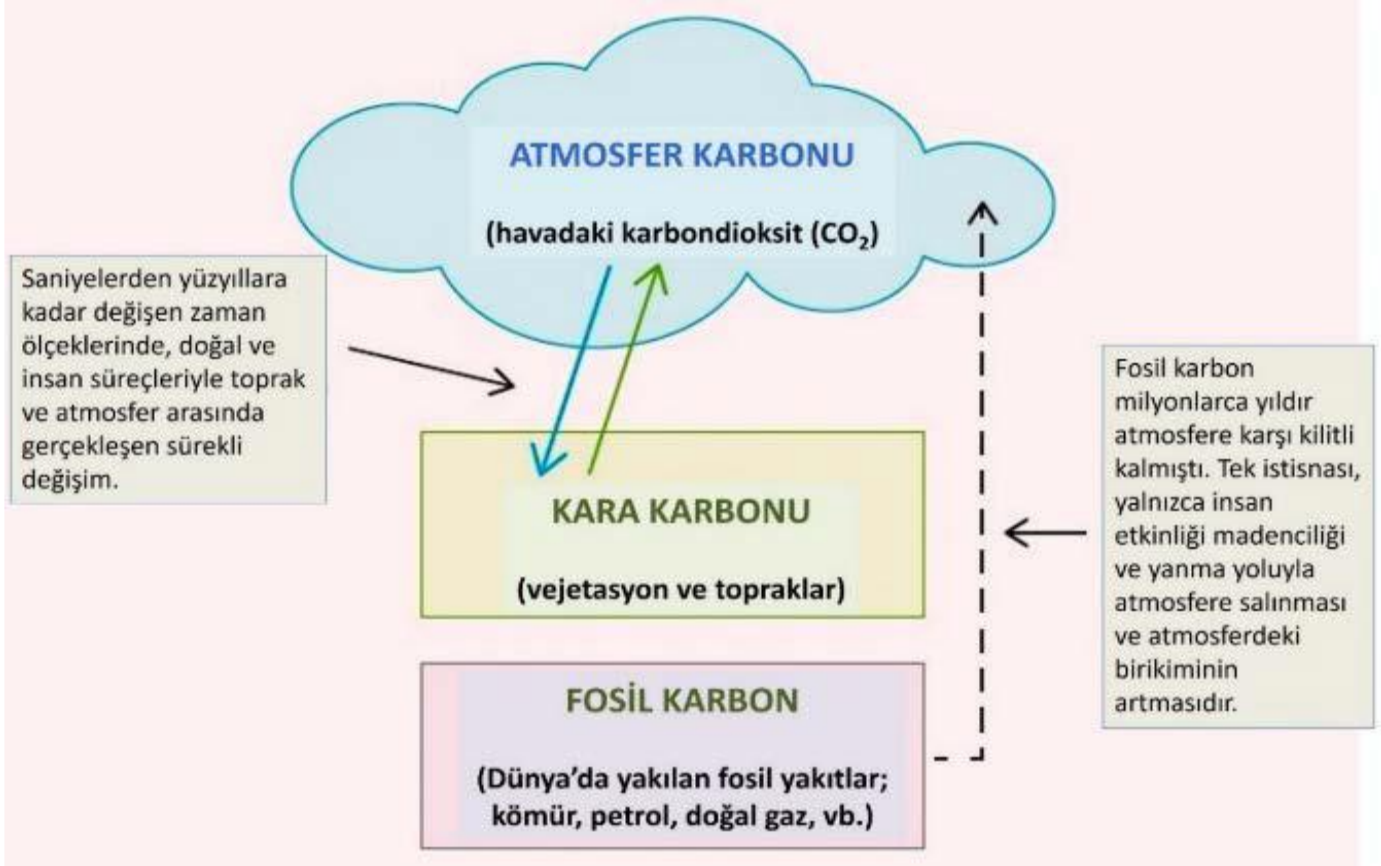 ATMOSFER KARBONU
(havadaki karbondioksit (CO₂)
Saniyelerden yüzyıllara
kadar değişen zaman
ölçeklerinde, doğal ve
insan süreçleriyle toprak
ve atmosfer arasında
gerçekleşen sürekli
değişim.
Fosil karbon
milyonlarca yıldır
atmosfere karşı kilitli
kalmıştı. Tek istisnası,
yalnızca insan
etkinliği madenciliği
ve yanma yoluyla
atmosfere salınması
ve atmosferdeki
birikiminin
artmasıdır.
KARA KARBONU
(vejetasyon ve topraklar)
FOSİL KARBON
(Dünya’da yakılan fosil yakıtlar;
kömür, petrol, doğal gaz, vb.)